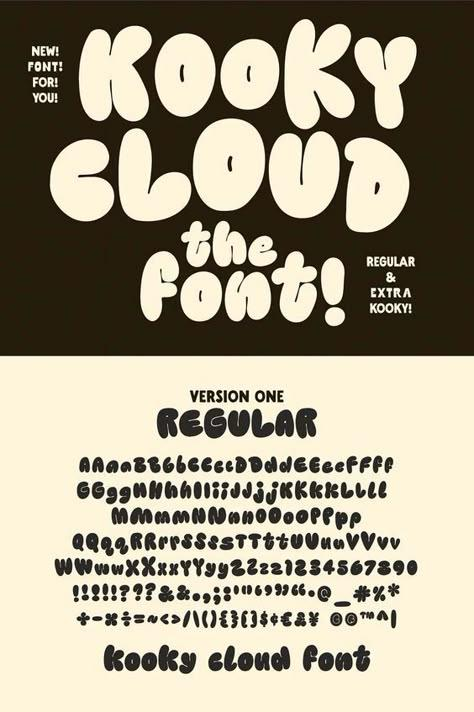 NEW!
FONT!
FOR!
YOU!
KOOKY
CLOUD
the
font!
REGULAR
&
EXTRA
KOOKY!
VERSION ONE
REGULAR
AAaaBBbbCCccDDddEEeeFFff
GGggHHhhIIiiJJjjKKkkLLll
MMmmNNnnOOooPPpp
QQqqRRrrSSssTTttUUuuVVvv
WWwwXXxxYYyyZZzz1234567890
kooky cloud font